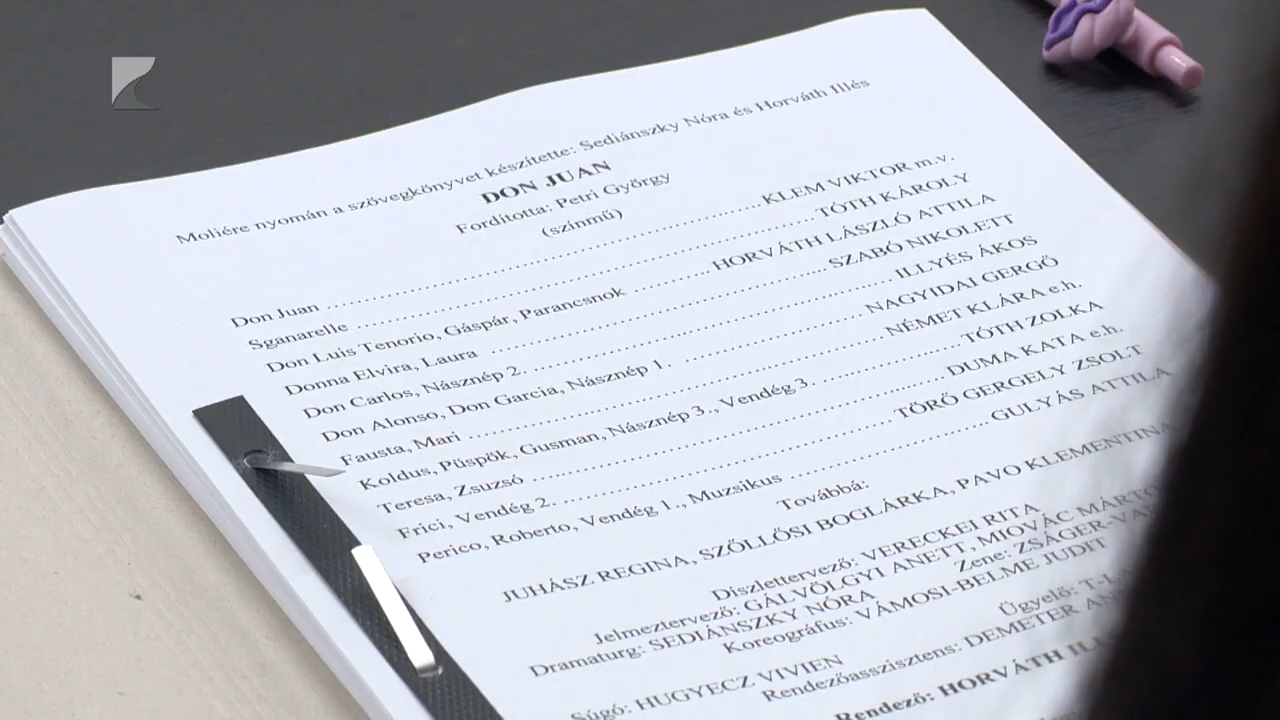 Moliére nyomán a szövegkönyvet készítette: Sediánszky Nóra és Horváth Illés
DON JUAN
Fordította: Petri György
(színmű)
Don Juan ........ KLEM VIKTOR m.v.
Sganarelle ........ TÓTH KÁROLY
Don Luis Tenorio, Gáspár, Parancsnok ........ HORVÁTH LÁSZLÓ ATTILA
Donna Elvira, Laura ........ SZABÓ NIKOLETT
Don Carlos, Násznép 2. ........ ILLYÉS ÁKOS
Don Alonso, Don Garcia, Násznép 1. ........ NAGYIDAI GERGŐ
Fausta, Mari ........ NÉMET KLÁRA e.h.
Koldus, Püspök, Gusman, Násznép 3., Vendég 3. ........ TÓTH ZOLKA
Teresa, Zsuzsó ........ DUMA KATA e.h.
Frici, Vendég 2. ........ TÖRŐ GERGELY ZSOLT
Perico, Roberto, Vendég 1., Muzsikus ........ GULYÁS ATTILA
Továbbá:
JUHÁSZ REGINA, SZÖLLŐSI BOGLÁRKA, PAVO KLEMENTINA
Díszlettervező: VERECKEI RITA
Jelmeztervező: GÁLVÖLGYI ANETT, MIOVÁC
Zene:
Dramaturg: SEDIÁNSZKY NÓRA
Koreográfus: VÁMOSI-BELME JUDIT
Ügyelő:
Súgó: HUGYECZ VIVIEN
Rendezőasszisztens: DEMETER
Rendező: HORVÁTH